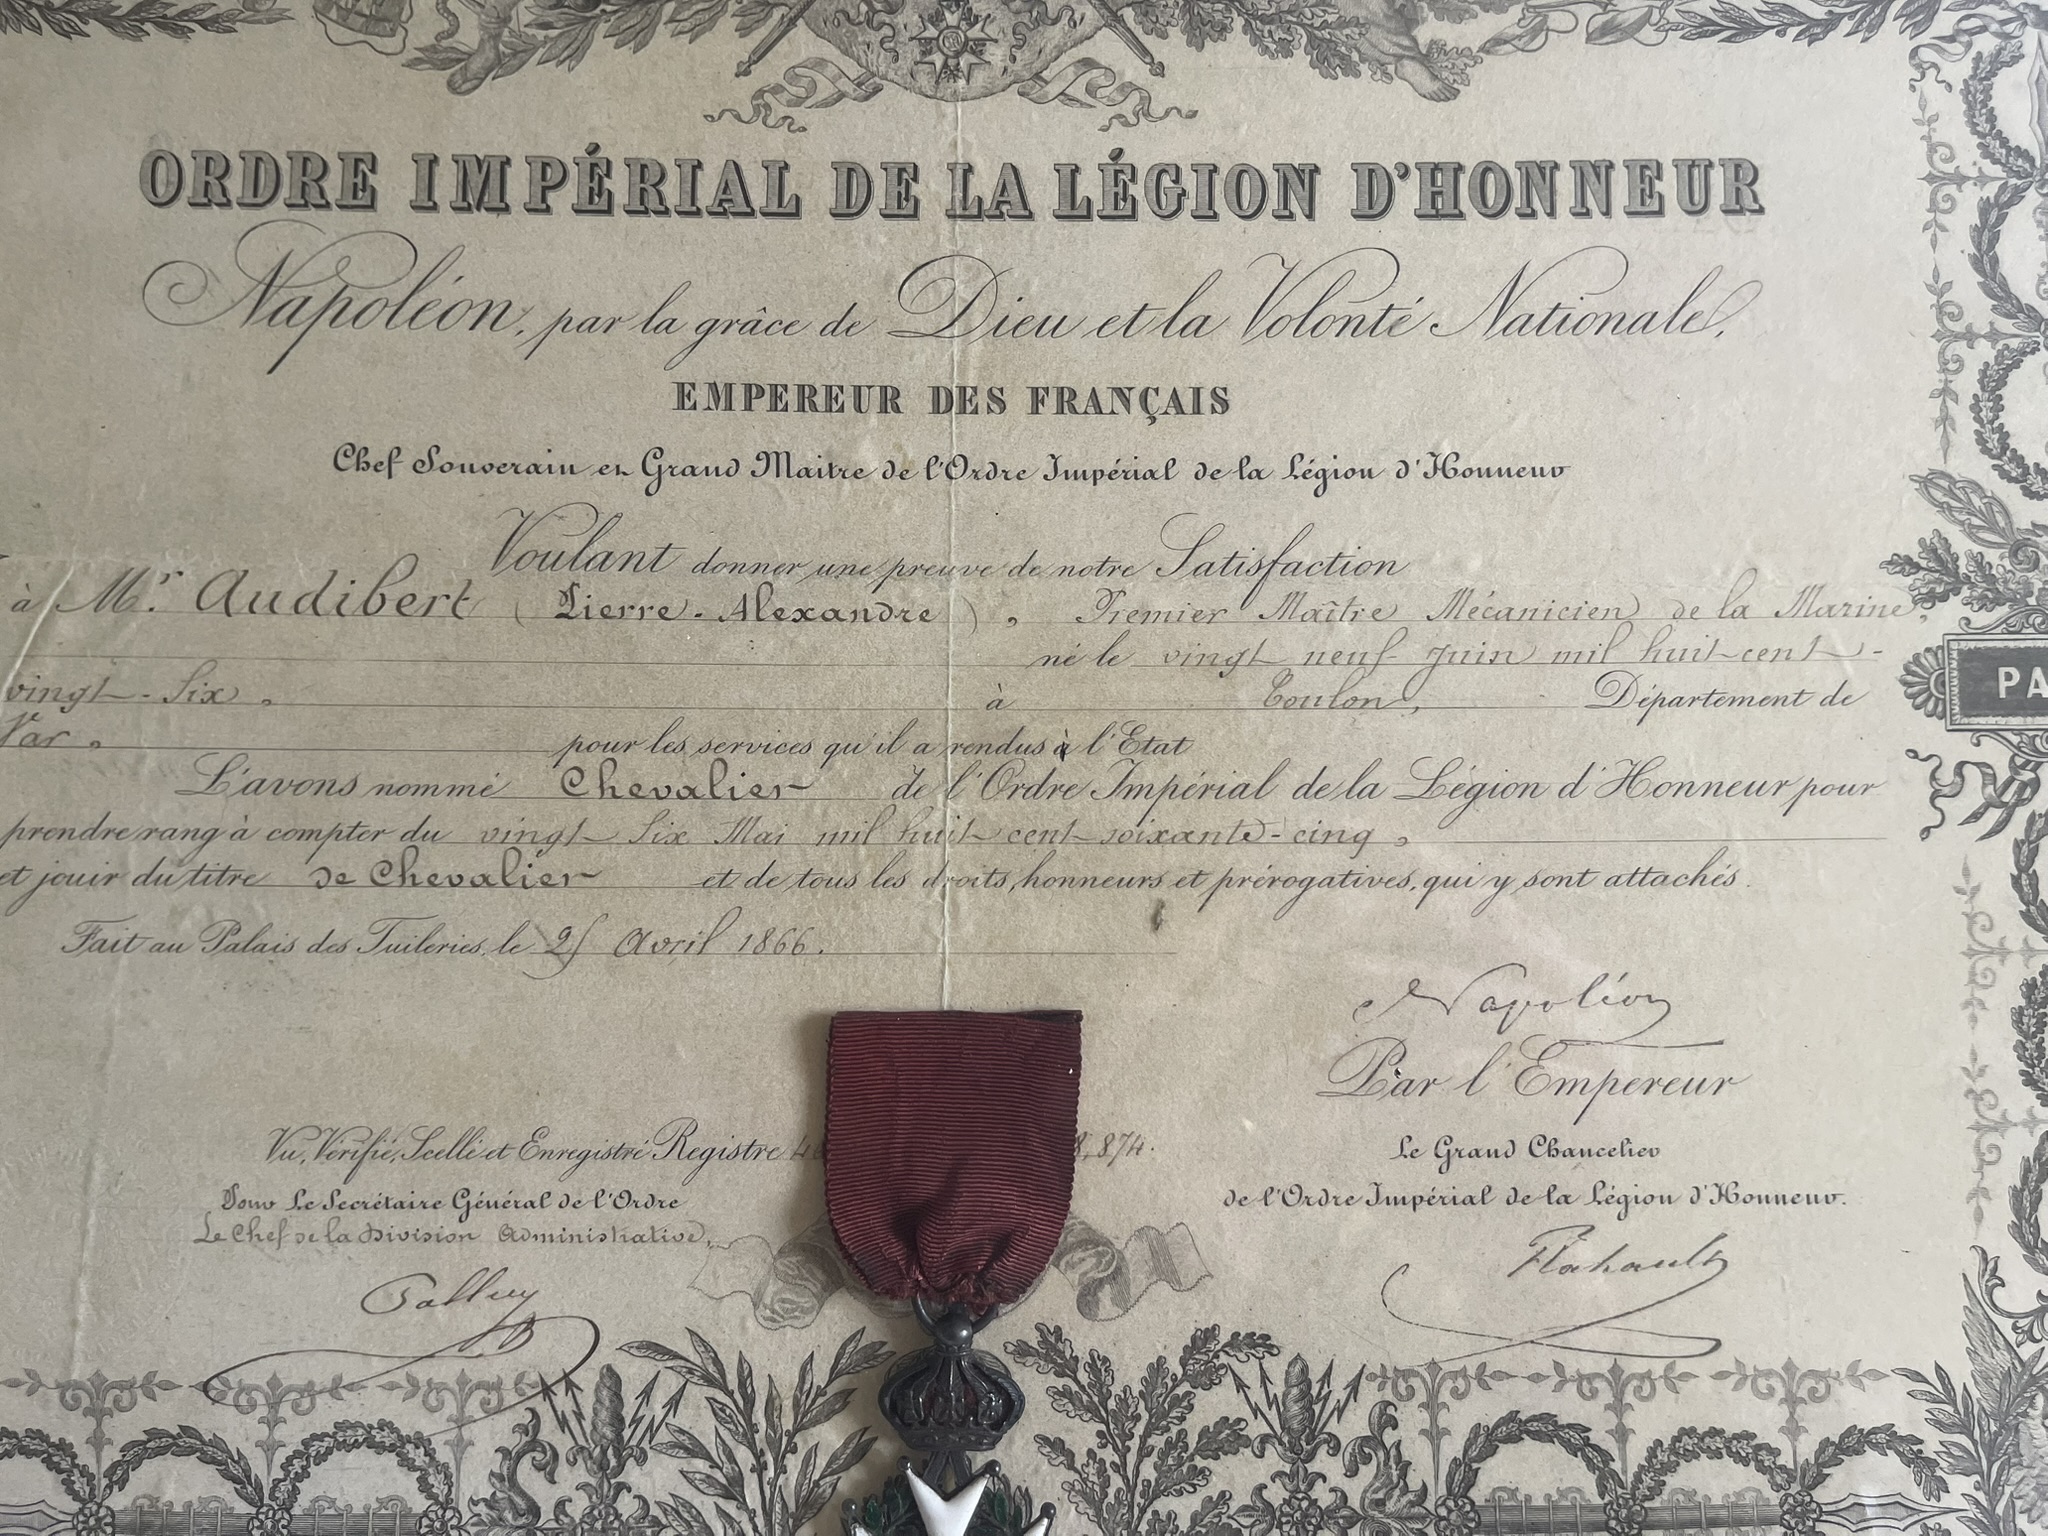 ORDRE IMPÉRIAL DE LA LÉGION D'HONNEUR
Napoléon, par la grâce de Dieu et la Volonté Nationale,
EMPEREUR DES FRANÇAIS
Chef Souverain et Grand Maitre de l'Ordre Impérial de la Légion d'Honneur
Voulant donner une preuve de notre Satisfaction
à Mr. Audibert (Pierre-Alexandre), Premier Maître Mécanicien de la Marine,
né le vingt neuf Juin mil huit-cent-
vingt-Six, à Toulon, Département de
Var, pour les services qu'il a rendus à l'Etat
L'avons nommé Chevalier de l'Ordre Impérial de la Légion d'Honneur pour
prendre rang à compter du vingt Six Mai mil huit cent soixante-cinq,
et jouir du titre de Chevalier et de tous les droits, honneurs et prérogatives, qui y sont attachés.
Fait au Palais des Tuileries, le Avril 1866.
Napoléon
Par l'Empereur
Vu, Vérifié, Scellé et Enregistré Registre 874.
Le Grand Chancelier
Pour Le Secrétaire Général de l'Ordre
de l'Ordre Impérial de la Légion d'Honneur.
Le Chef de la Division Administrative,
Flahault
PA